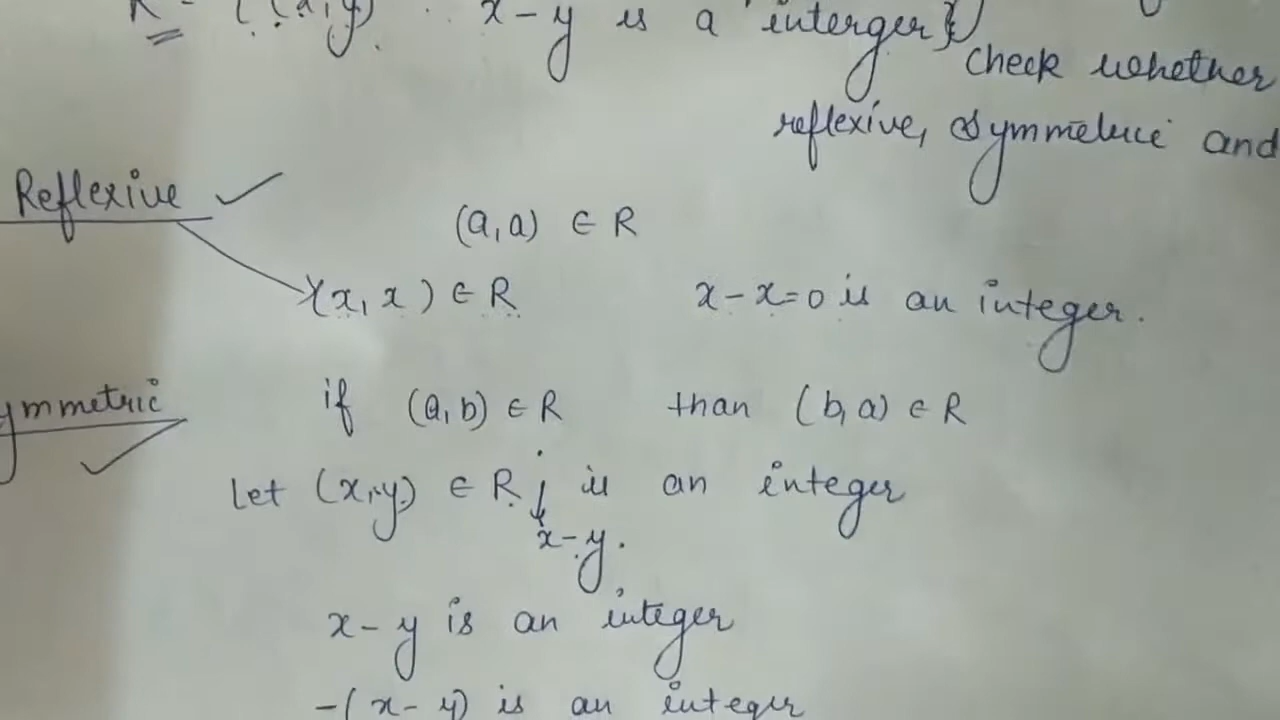 R = {(x,y) : x-y is a interger}
Check whether
reflexive, Symmetric and
Reflexive ✓
(a,a) ∈ R
(x, x) ∈ R x-x=0 is an integer.
ymmetric ✓ if (a,b) ∈ R than (b,a) ∈ R
Let (x,y) ∈ R ; is an integer
x-y.
x-y is an integer
-(x-y) is an integer